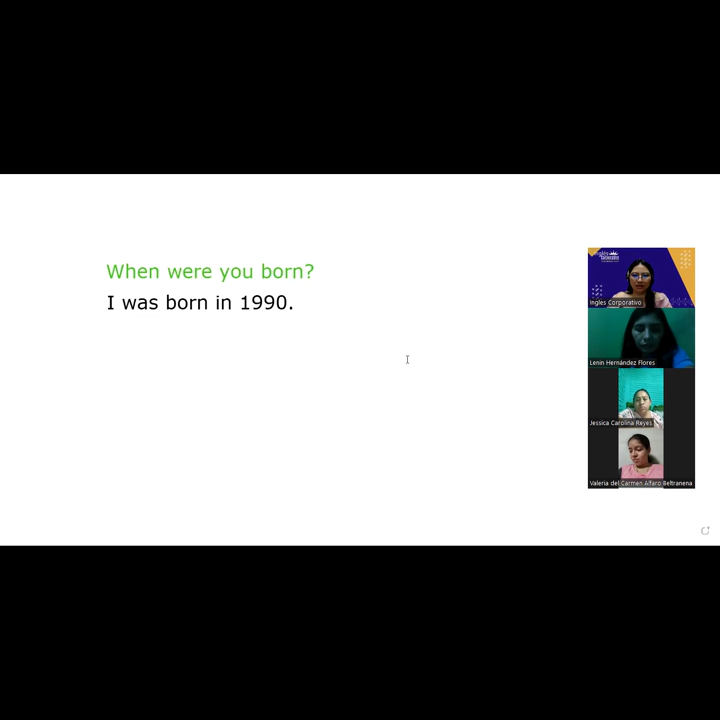 When were you born?
I was born in 1990.
Ingles Corporativo
Lenin Hernández Flores
Jessica Carolina Reyes
Valeria del Carmen Alfaro Beltranena